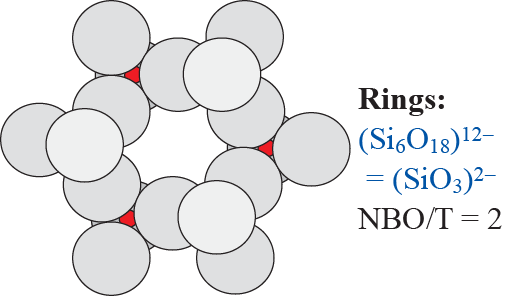 Rings:
(Si₆O₁₈)¹²⁻
= (SiO₃)²⁻
NBO/T = 2